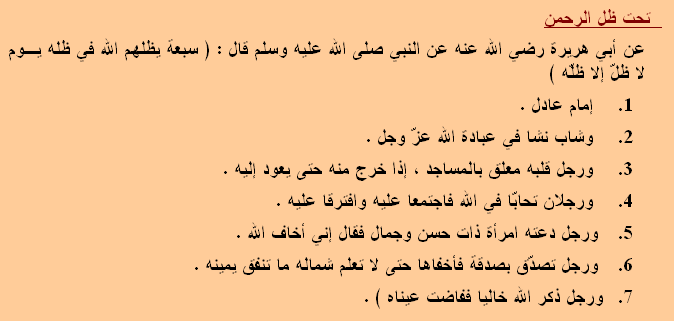 تحت ظل الرحمن
عن أبي هريرة رضي الله عنه عن النبي صلى الله عليه وسلم قال : ( سبعة يظلهم الله في ظله يـــوم
لا ظلّ إلا ظلّه )
1. إمام عادل .
2. وشاب نشا في عبادة الله عزّ وجل .
3. ورجل قلبه معلق بالمساجد ، إذا خرج منه حتى يعود إليه .
4. ورجلان تحابّا في الله فاجتمعا عليه وافترقا عليه .
5. ورجل دعته امرأة ذات حسن وجمال فقال إني أخاف الله .
6. ورجل تصدّق بصدقة فأخفاها حتى لا تعلم شماله ما تنفق يمينه .
7. ورجل ذكر الله خاليا ففاضت عيناه ) .